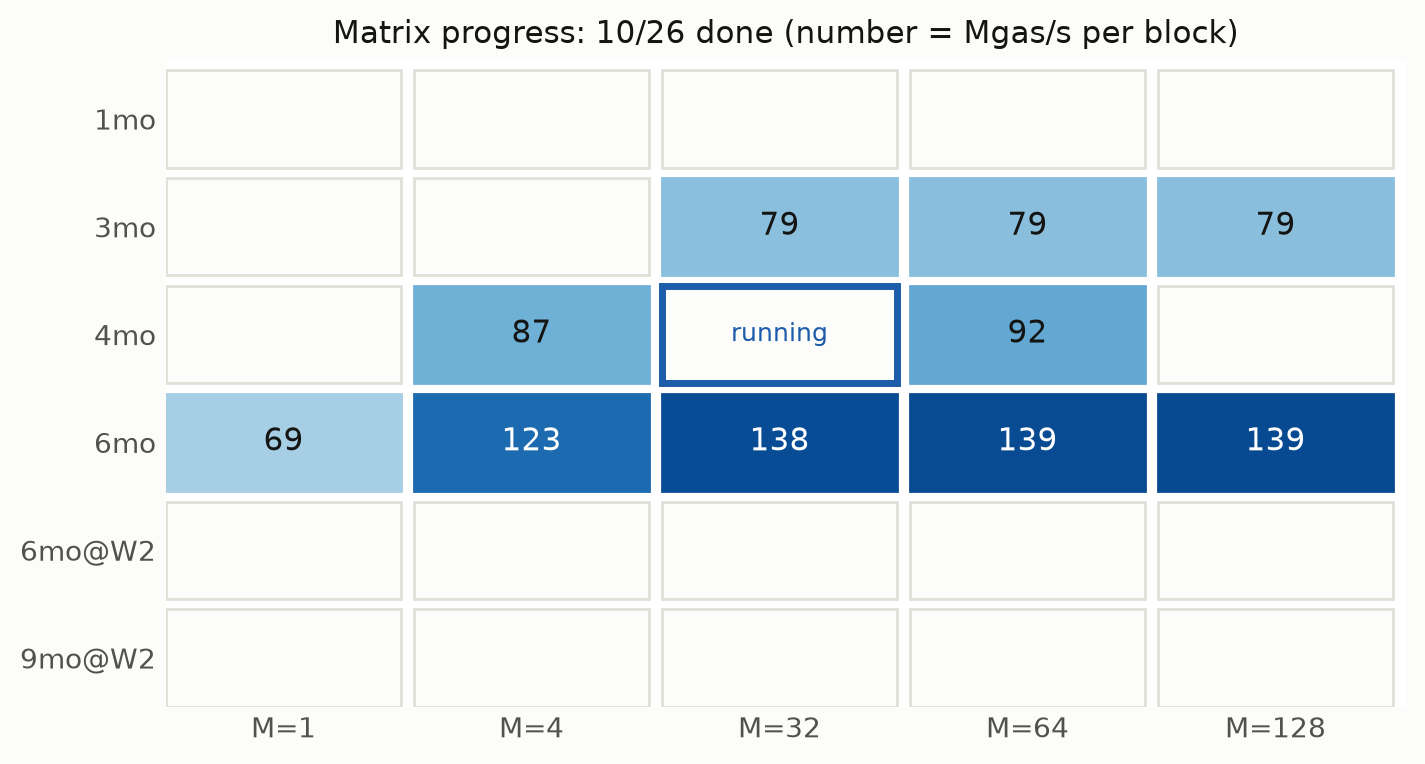 Matrix progress: 10/26 done (number = Mgas/s per block)
1mo
3mo 79 79 79
4mo 87 running 92
6mo 69 123 138 139 139
6mo@W2
9mo@W2
M=1 M=4 M=32 M=64 M=128